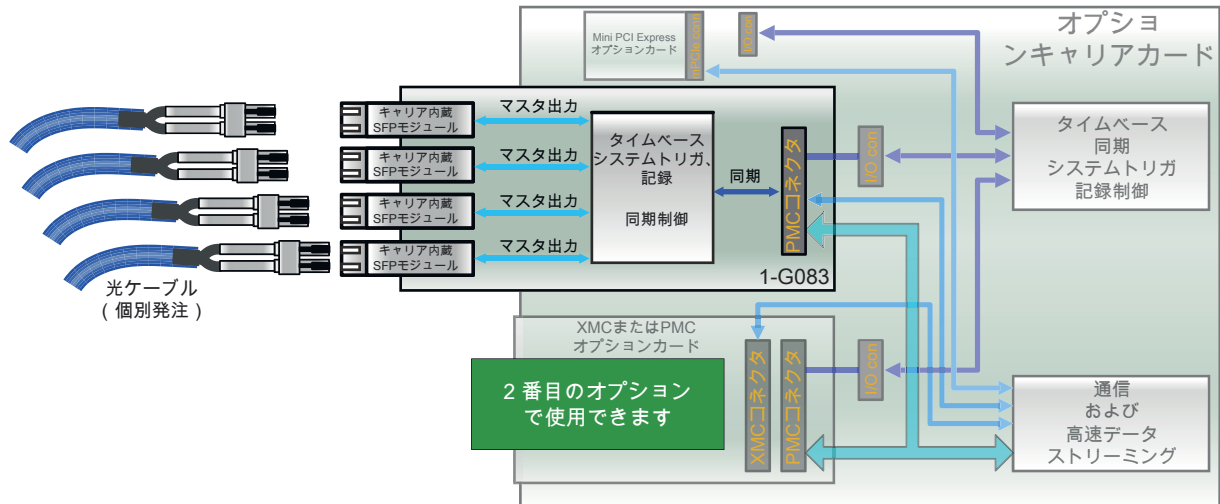 オプショ
ンキャリアカード
Mini PCI Express
オプションカード
mPCIe conn
I/O con
キャリア内蔵
SFPモジュール
マスタ出力
キャリア内蔵
SFPモジュール
マスタ出力
キャリア内蔵
SFPモジュール
マスタ出力
キャリア内蔵
SFPモジュール
マスタ出力
タイムベース
システムトリガ、
記録
同期制御
同期
PMCコネクタ
I/O con
1-G083
タイムベース
同期
システムトリガ
記録制御
光ケーブル
(個別発注)
XMCまたはPMC
オプションカード
2 番目のオプション
で使用できます
XMCコネクタ
PMCコネクタ
I/O con
通信
および
高速データ
ストリーミング